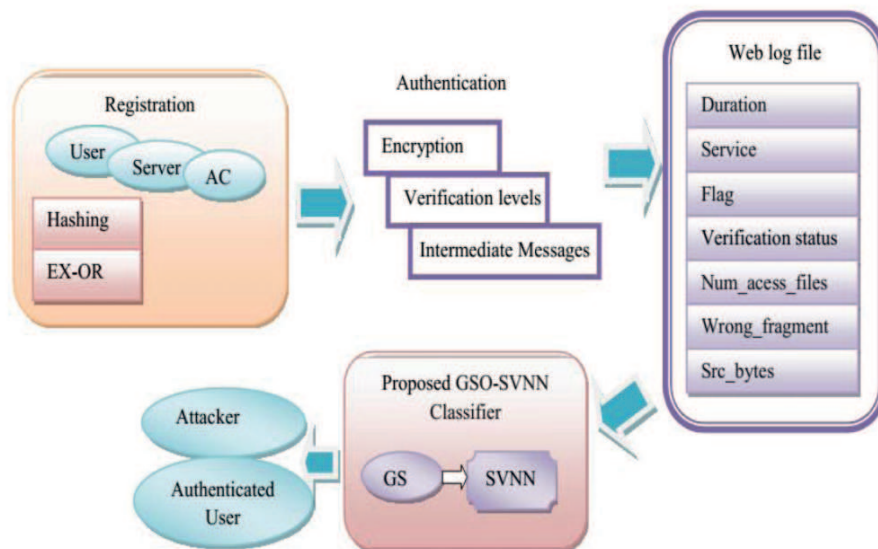 Registration
User
Server
AC
Hashing
EX-OR
Authentication
Encryption
Verification levels
Intermediate Messages
Web log file
Duration
Service
Flag
Verification status
Num_acess_files
Wrong_fragment
Src_bytes
Proposed GSO-SVNN
Classifier
GS
SVNN
Attacker
Authenticated
User